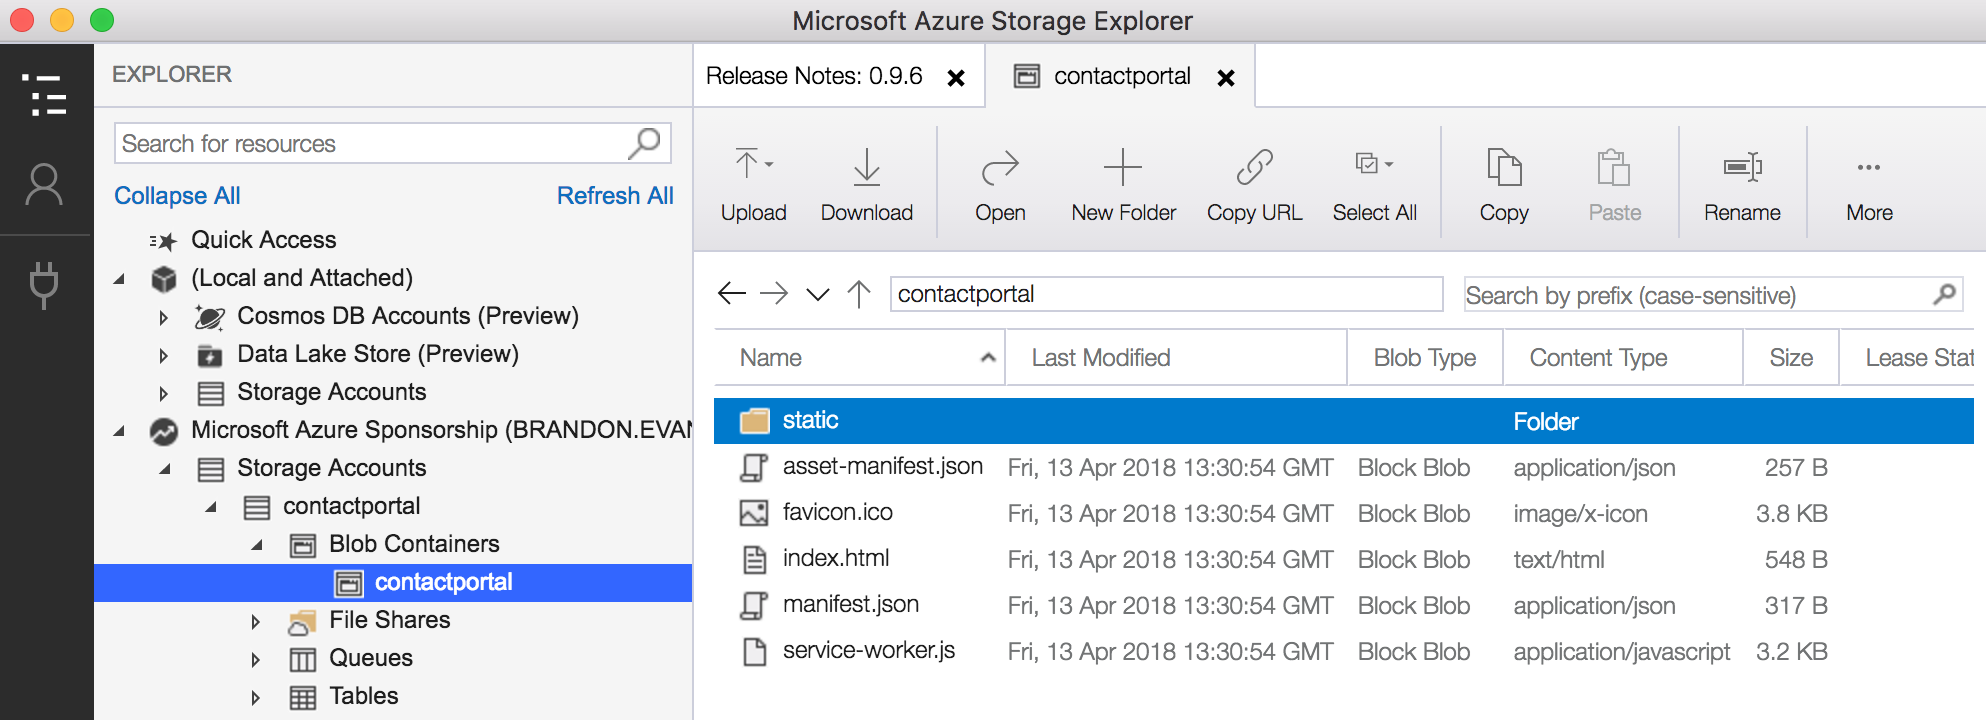 Microsoft Azure Storage Explorer
EXPLORER
Search for resources
Collapse All Refresh All
Quick Access
(Local and Attached)
Cosmos DB Accounts (Preview)
Data Lake Store (Preview)
Storage Accounts
Microsoft Azure Sponsorship (BRANDON.EVAN
Storage Accounts
contactportal
Blob Containers
contactportal
File Shares
Queues
Tables
Release Notes: 0.9.6 contactportal
Upload Download Open New Folder Copy URL Select All Copy Paste Rename More
contactportal Search by prefix (case-sensitive)
Name Last Modified Blob Type Content Type Size Lease Stat
static Folder
asset-manifest.json Fri, 13 Apr 2018 13:30:54 GMT Block Blob application/json 257 B
favicon.ico Fri, 13 Apr 2018 13:30:54 GMT Block Blob image/x-icon 3.8 KB
index.html Fri, 13 Apr 2018 13:30:54 GMT Block Blob text/html 548 B
manifest.json Fri, 13 Apr 2018 13:30:54 GMT Block Blob application/json 317 B
service-worker.js Fri, 13 Apr 2018 13:30:54 GMT Block Blob application/javascript 3.2 KB